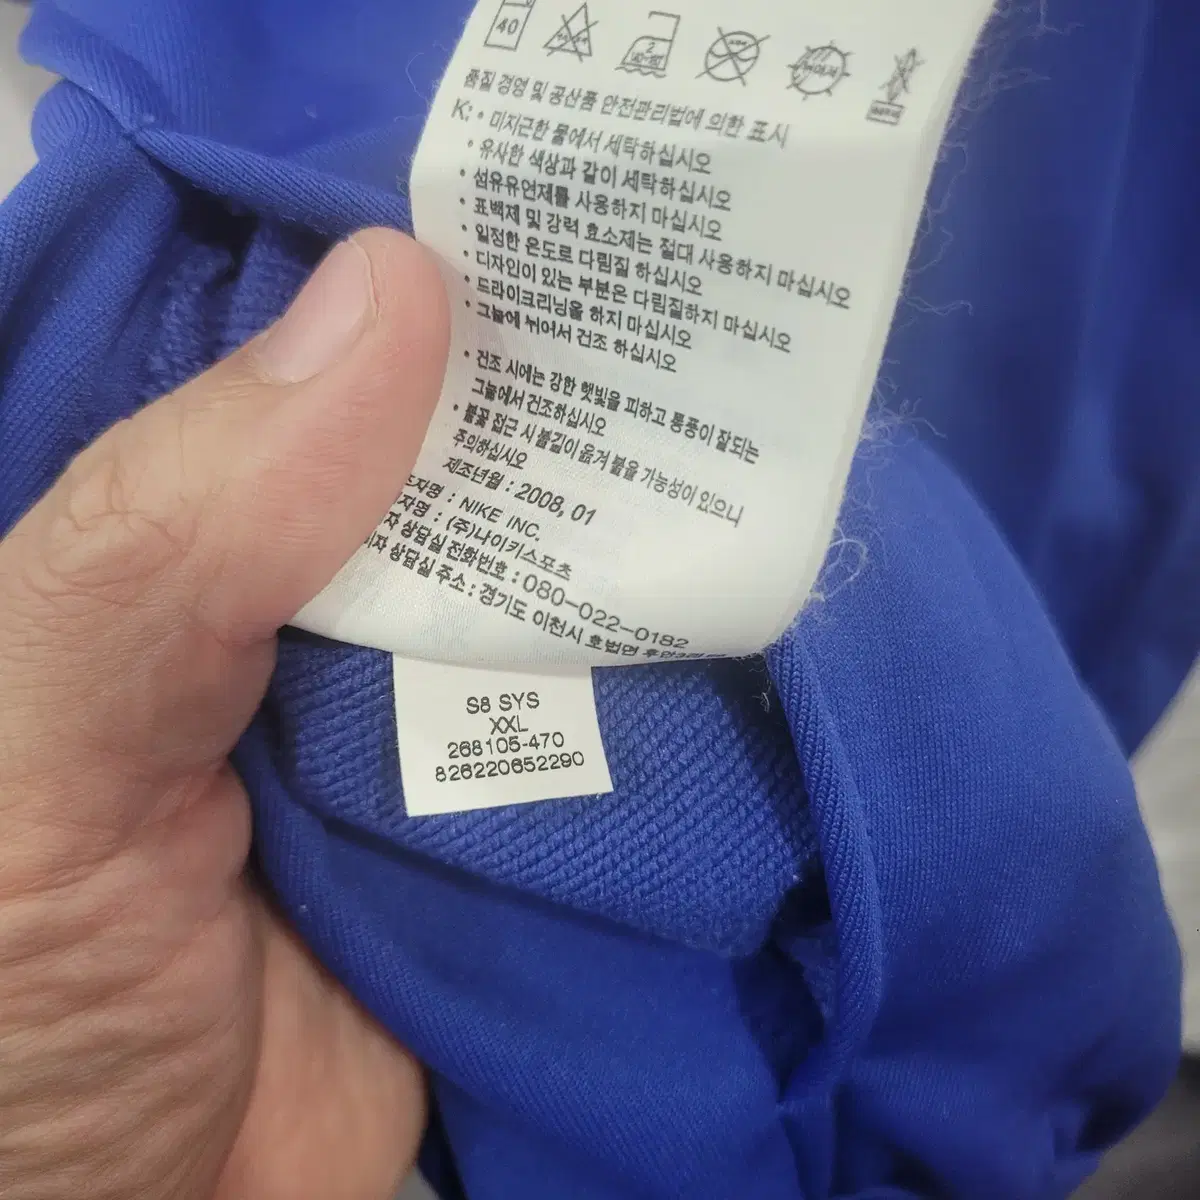 40
품질 경영 및 공산품 안전관리법에 의한 표시
K: • 미지근한 물에서 세탁하십시오
• 유사한 색상과 같이 세탁하십시오
• 섬유유연제를 사용하지 마십시오
• 표백제 및 강력 효소제는 절대 사용하지 마십시오
• 일정한 온도로 다림질 하십시오
• 디자인이 있는 부분은 다림질하지 마십시오
• 드라이크리닝을 하지 마십시오
• 그늘에 뉘어서 건조 하십시오
• 건조 시에는 강한 햇빛을 피하고 통풍이 잘되는
그늘에서 건조하십시오
• 불꽃 접근 시 불길이 옮겨 붙을 가능성이 있으니
주의하십시오
제조년월 : 2008, 01
자명 : NIKE INC.
자명 : (주)나이키스포츠
자 상담실 전화번호 : 080-022-0182
자 상담실 주소 : 경기도 이천시 호법면
S8 SYS
XXL
268105-470
826220652290